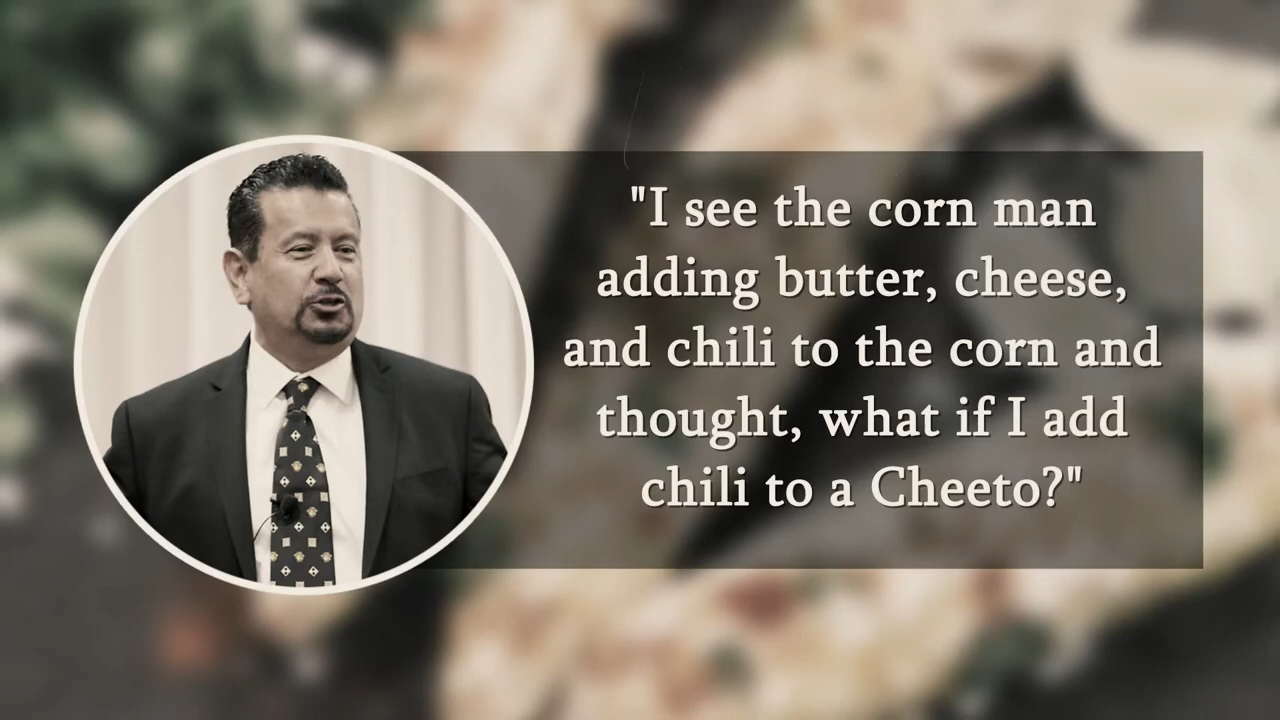 "I see the corn man
adding butter, cheese,
and chili to the corn and
thought, what if I add
chili to a Cheeto?"